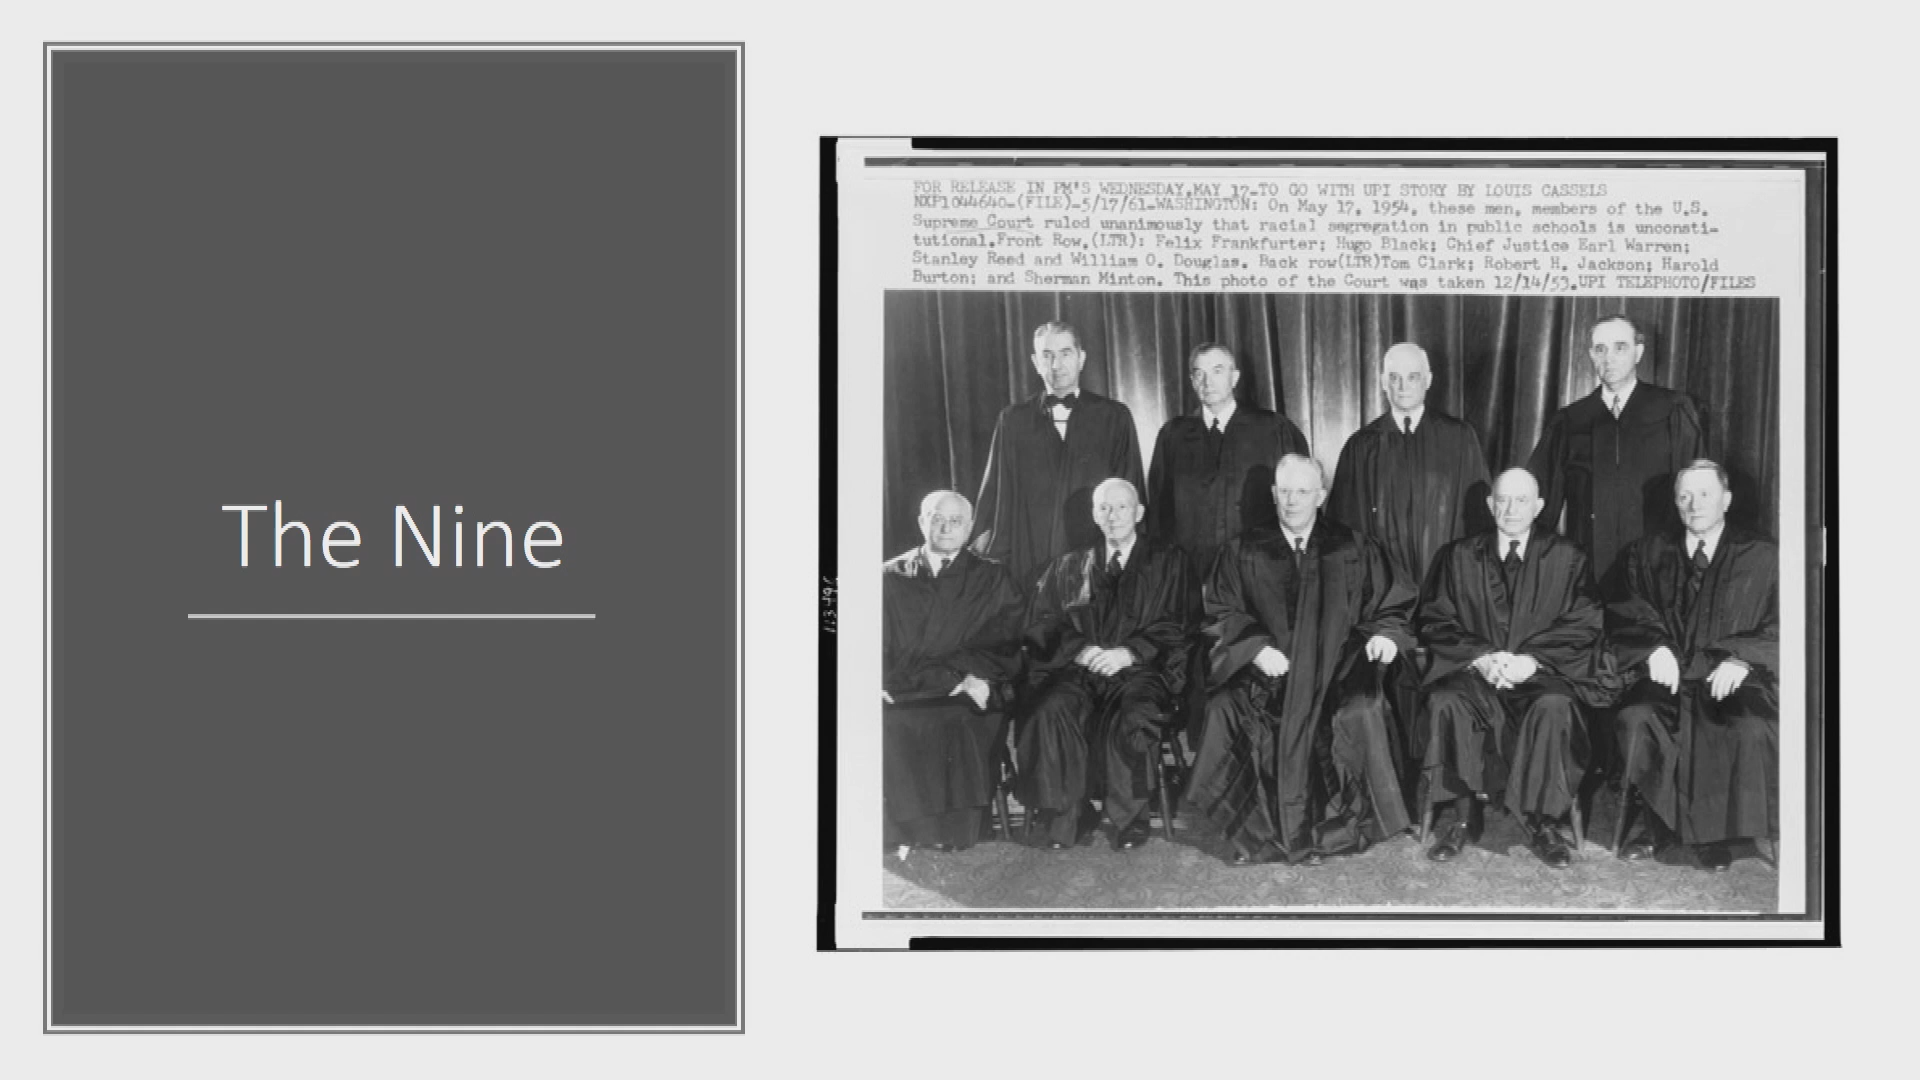 The Nine
FOR RELEASE IN PM'S WEDNESDAY,MAY 17-TO GO WITH UPI STORY BY LOUIS CASSELS
NXP1044640-(FILE)-5/17/61-WASHINGTON: On May 17, 1954, these men, members of the U.S.
Supreme Court ruled unanimously that racial segregation in public schools is unconsti-
tutional.Front Row,(LTR): Felix Frankfurter; Hugo Black; Chief Justice Earl Warren;
Stanley Reed and William O. Douglas. Back row(LTR)Tom Clark; Robert H. Jackson; Harold
Burton; and Sherman Minton. This photo of the Court was taken 12/14/53.UPI TELEPHOTO/FILES